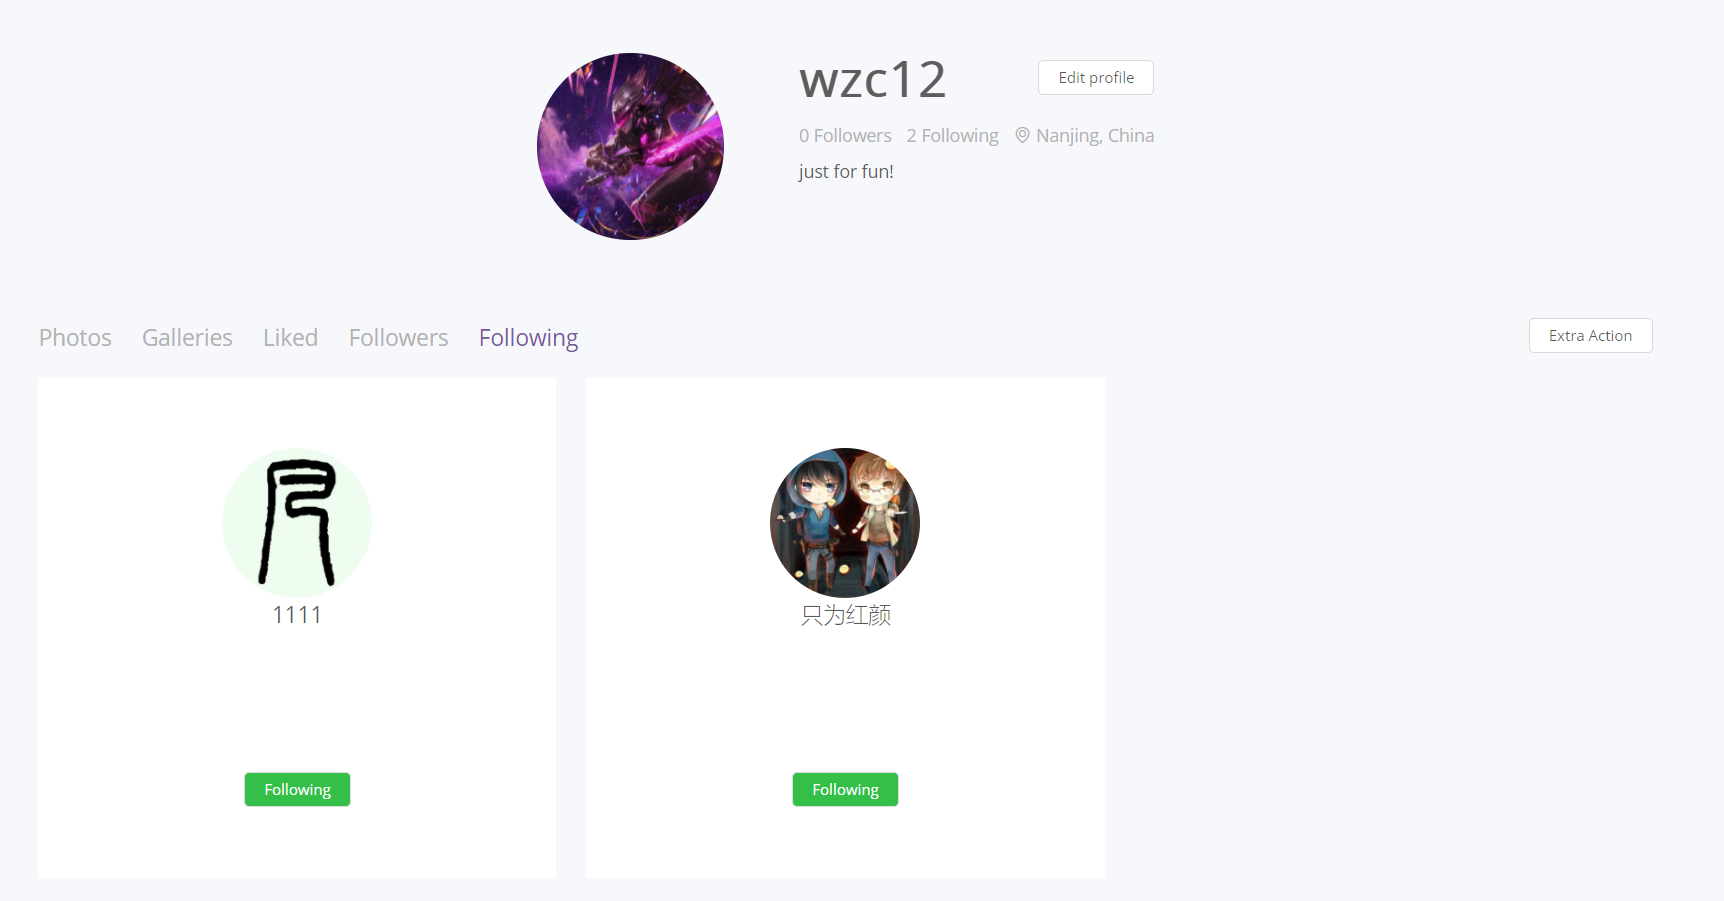 wzc12
Edit profile
0 Followers 2 Following Nanjing, China
just for fun!
Photos Galleries Liked Followers Following
Extra Action
1111
只为红颜
Following
Following